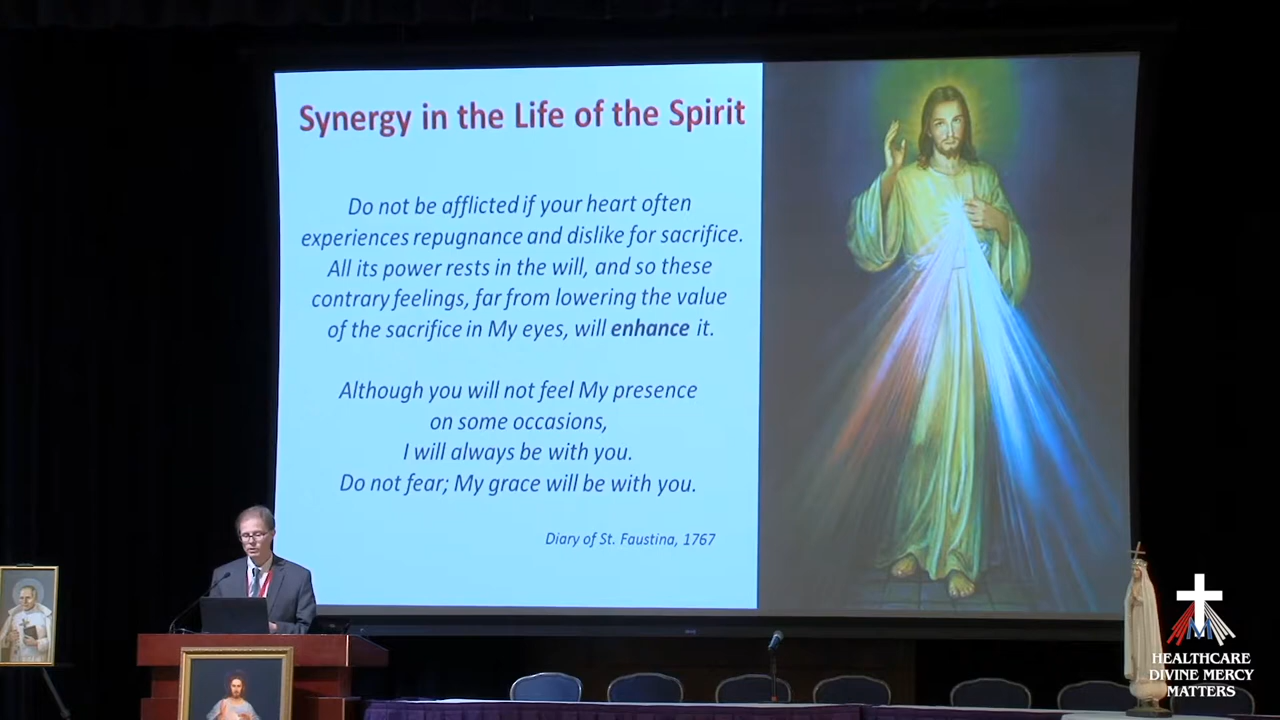 Synergy in the Life of the Spirit
Do not be afflicted if your heart often
experiences repugnance and dislike for sacrifice.
All its power rests in the will, and so these
contrary feelings, far from lowering the value
of the sacrifice in My eyes, will enhance it.
Although you will not feel My presence
on some occasions,
I will always be with you.
Do not fear; My grace will be with you.
Diary of St. Faustina, 1767
HEALTHCARE
DIVINE MERCY
MATTERS